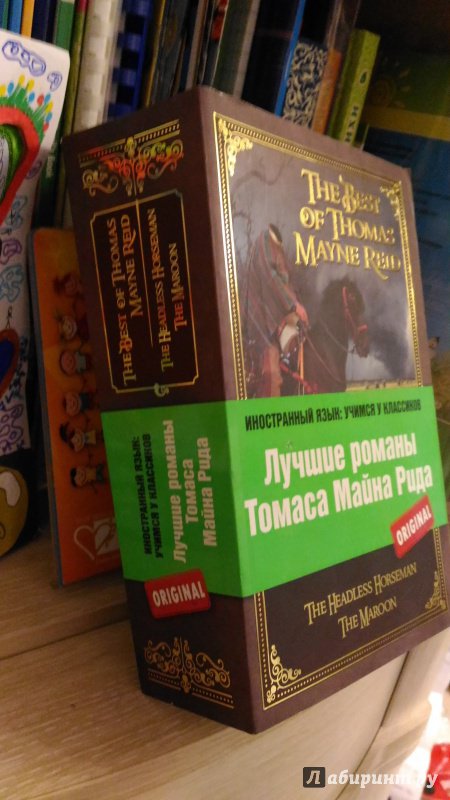 THE BEST OF THOMAS
MAYNE REID
THE HEADLESS HORSEMAN
THE MAROON
ИНОСТРАННЫЙ ЯЗЫК:
УЧИМСЯ У КЛАССИКОВ
Лучшие романы
Томаса
Майна Рида
ORIGINAL
THE BEST
OF THOMAS
MAYNE REID
ИНОСТРАННЫЙ ЯЗЫК: УЧИМСЯ У КЛАССИКОВ
Лучшие романы
Томаса Майна Рида
ORIGINAL
THE HEADLESS HORSEMAN
THE MAROON
Лабиринт.ру